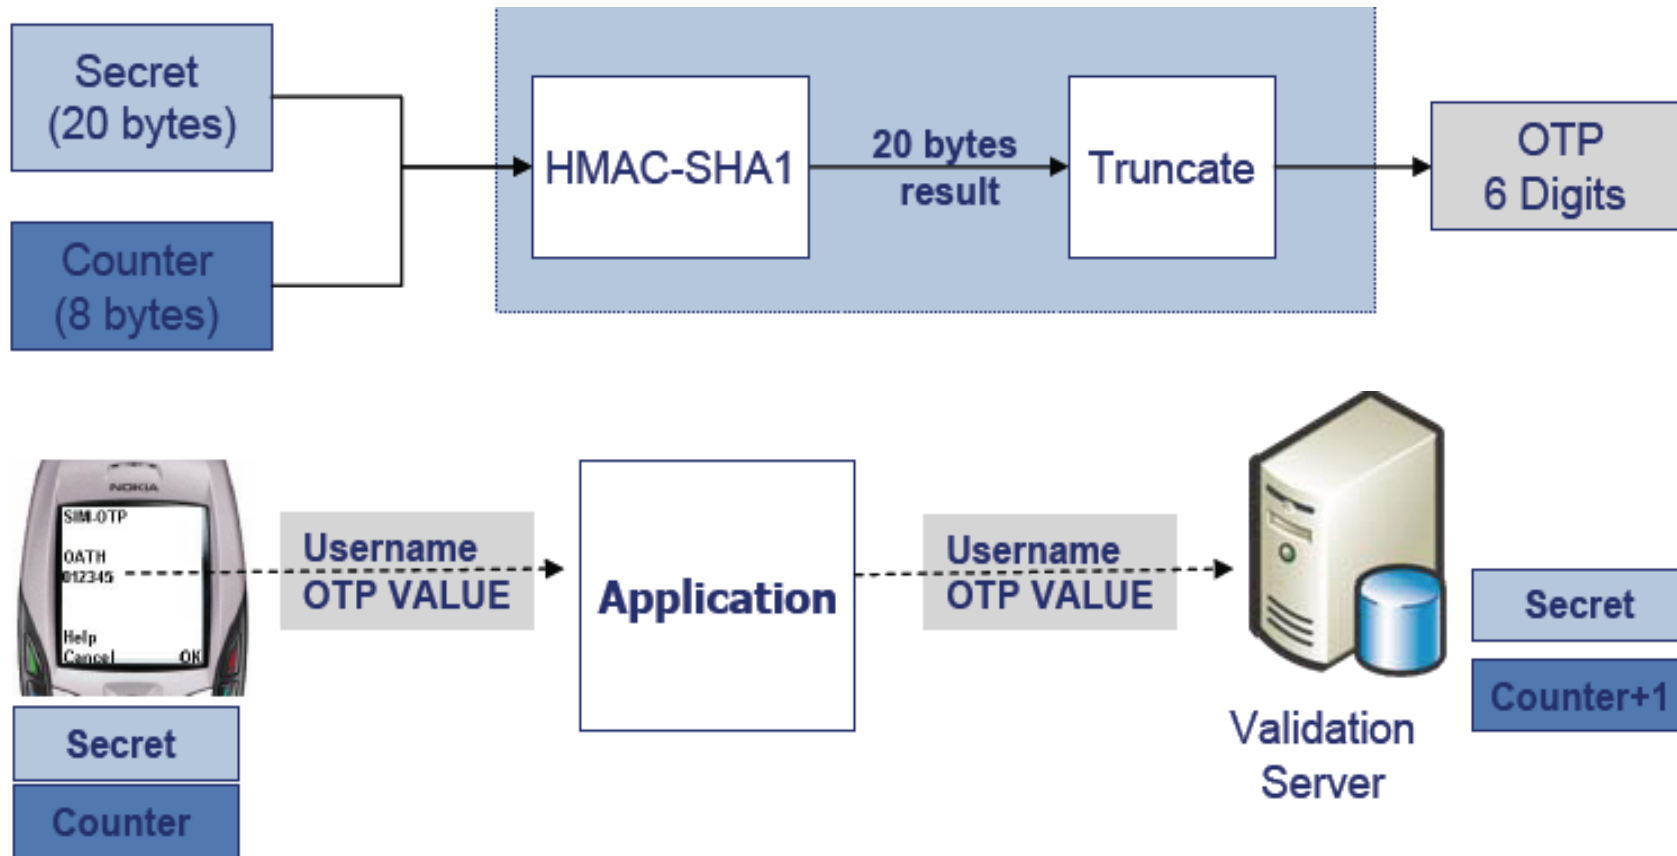 Secret
(20 bytes)
Counter
(8 bytes)
HMAC-SHA1
20 bytes
result
Truncate
OTP
6 Digits
NOKIA
SIM-OTP
OATH
012345
Help
Cancel OK
Secret
Counter
Username
OTP VALUE
Application
Username
OTP VALUE
Validation
Server
Secret
Counter+1